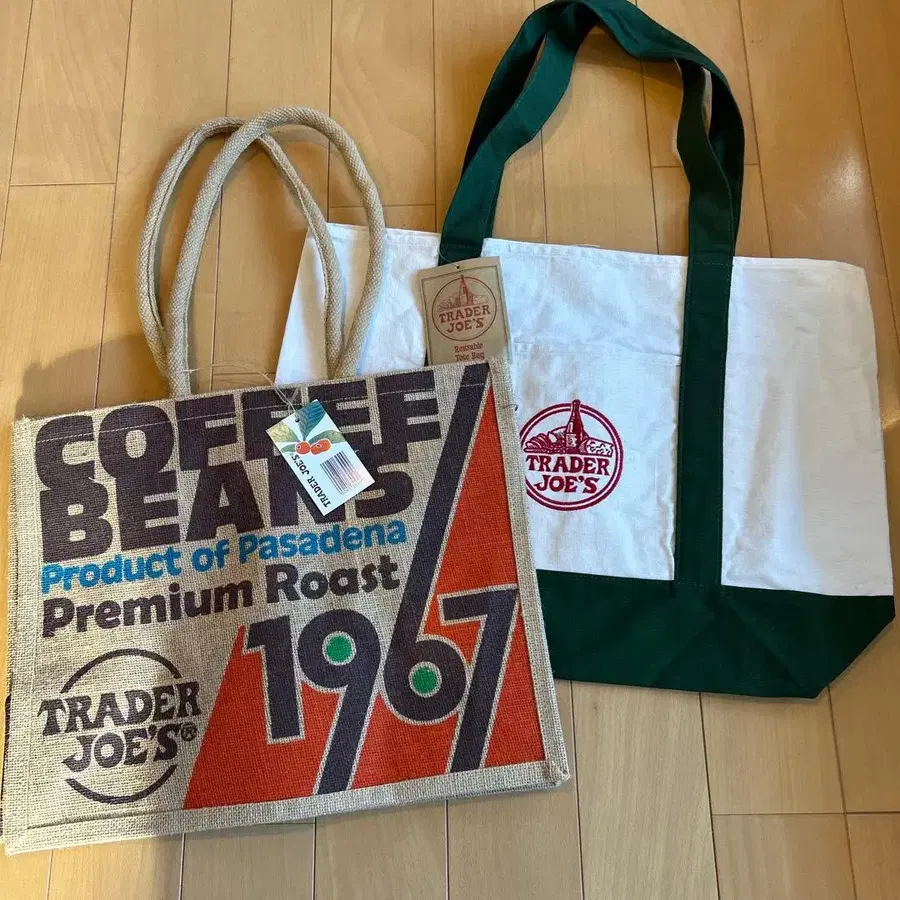 COFFEE
BEANS
Product of Pasadena
Premium Roast
1967
TRADER
JOE'S®
TRADER JOE'S
TRADER
JOE'S
Reusable
Tote Bag
TRADER
JOE'S